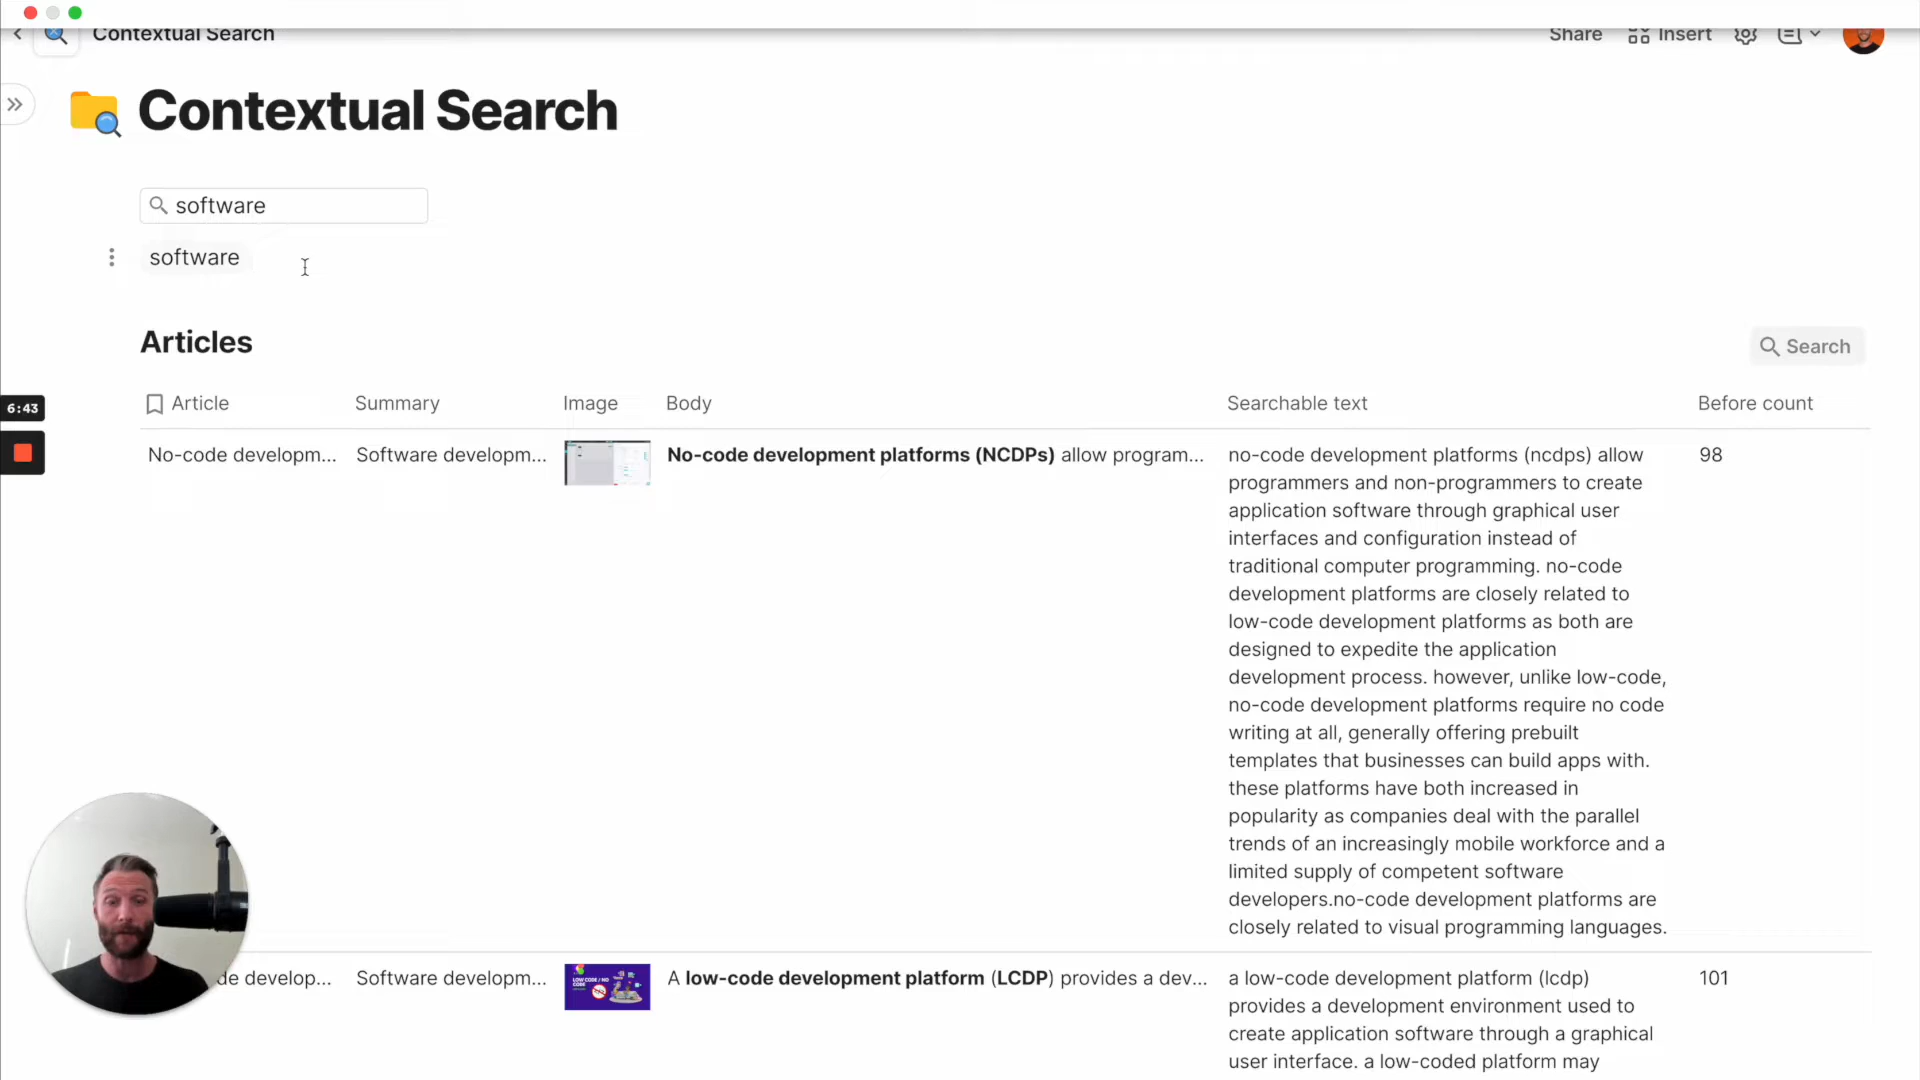 Contextual Search
Share
Insert
Contextual Search
software
software
Articles
Search
Article
Summary
Image
Body
Searchable text
Before count
No-code developm...
Software developm...
No-code development platforms (NCDPs) allow program...
no-code development platforms (ncdps) allow
programmers and non-programmers to create
application software through graphical user
interfaces and configuration instead of
traditional computer programming. no-code
development platforms are closely related to
low-code development platforms as both are
designed to expedite the application
development process. however, unlike low-code,
no-code development platforms require no code
writing at all, generally offering prebuilt
templates that businesses can build apps with.
these platforms have both increased in
popularity as companies deal with the parallel
trends of an increasingly mobile workforce and a
limited supply of competent software
developers.no-code development platforms are
closely related to visual programming languages.
98
6:43
de develop...
Software developm...
LOW CODE / NO
CODE
A low-code development platform (LCDP) provides a dev...
a low-code development platform (lcdp)
provides a development environment used to
create application software through a graphical
user interface. a low-coded platform may
101